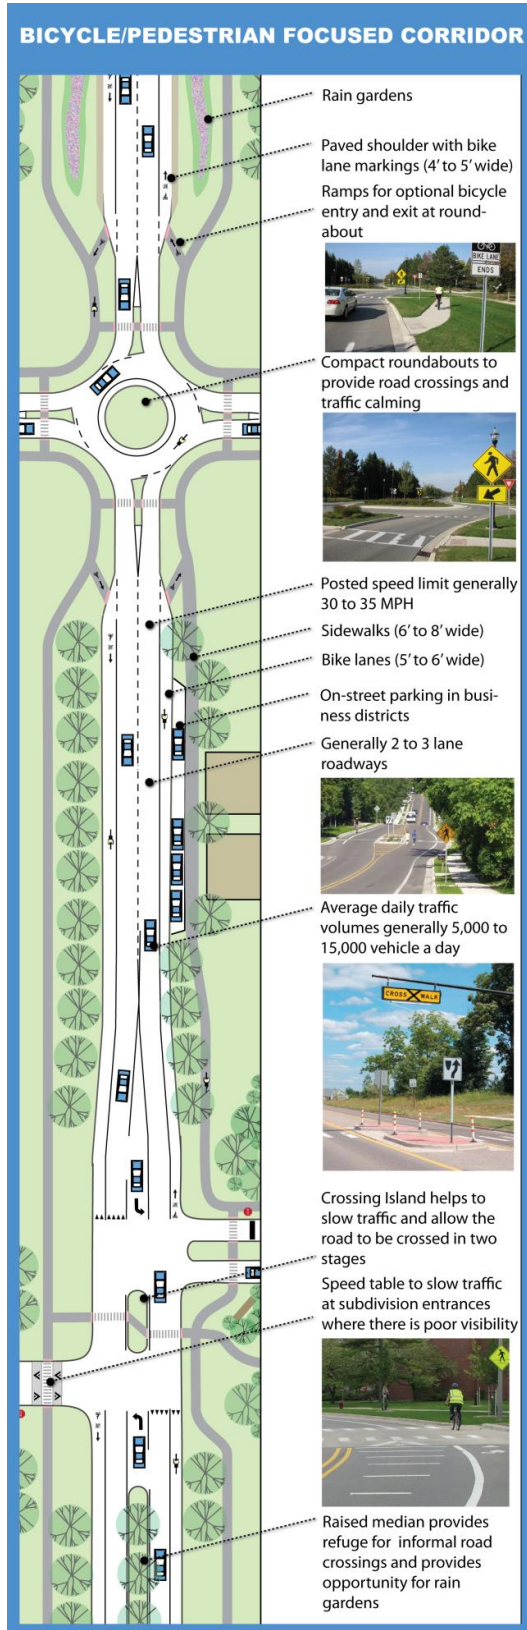 BICYCLE/PEDESTRIAN FOCUSED CORRIDOR
Rain gardens
Paved shoulder with bike
lane markings (4' to 5' wide)
Ramps for optional bicycle
entry and exit at round-
about
BIKE LANE
ENDS
Compact roundabouts to
provide road crossings and
traffic calming
Posted speed limit generally
30 to 35 MPH
Sidewalks (6' to 8' wide)
Bike lanes (5' to 6' wide)
On-street parking in busi-
ness districts
Generally 2 to 3 lane
roadways
Average daily traffic
volumes generally 5,000 to
15,000 vehicle a day
CROSS WALK
Crossing Island helps to
slow traffic and allow the
road to be crossed in two
stages
Speed table to slow traffic
at subdivision entrances
where there is poor visibility
Raised median provides
refuge for informal road
crossings and provides
opportunity for rain
gardens